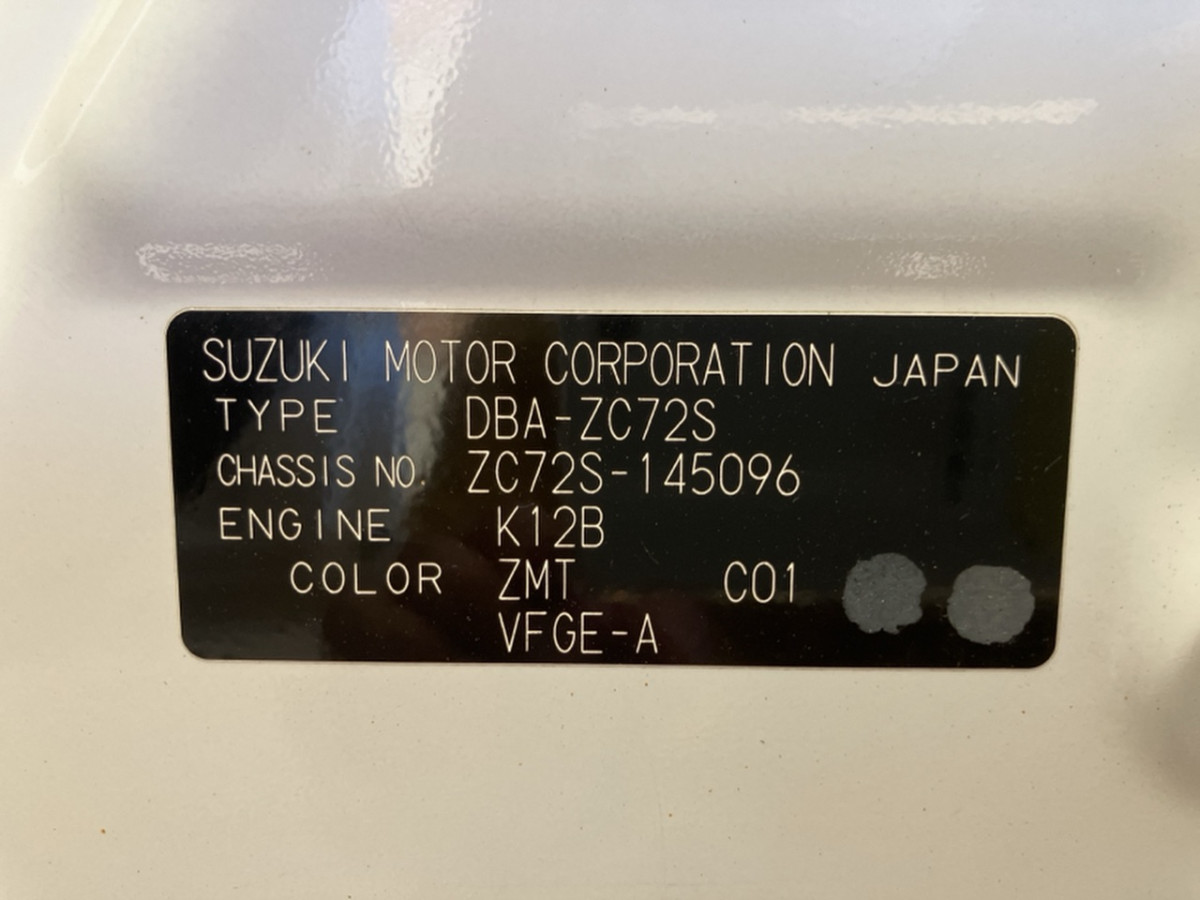 SUZUKI MOTOR CORPORATION JAPAN
TYPE DBA-ZC72S
CHASSIS NO. ZC72S-145096
ENGINE K12B
COLOR ZMT C01
VFGE-A